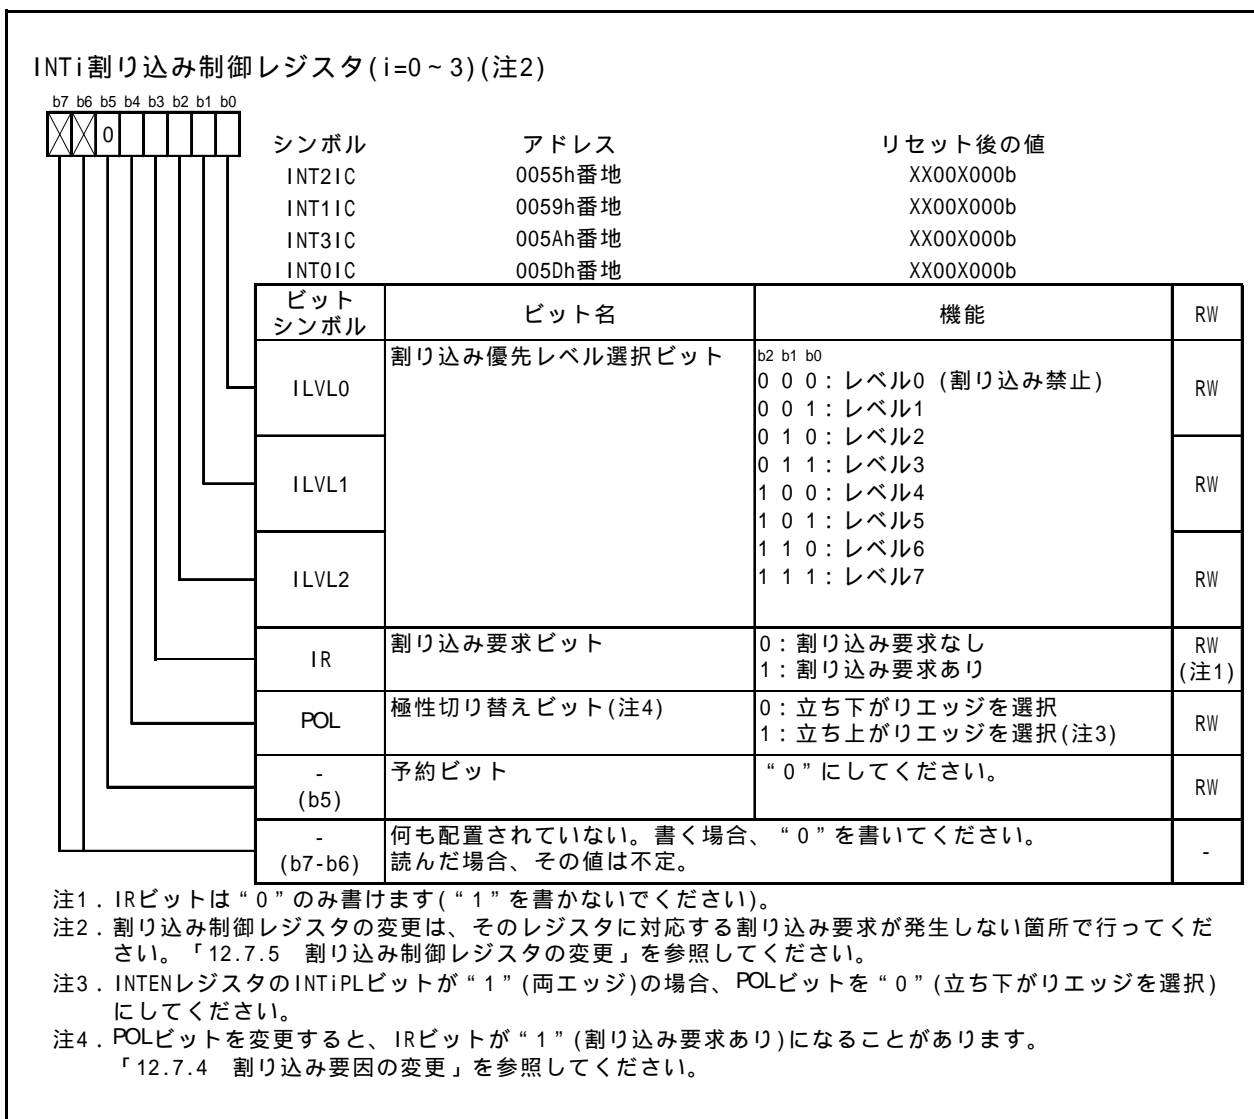 INTi割り込み制御レジスタ(i=0~3)(注2)
b7 b6 b5 b4 b3 b2 b1 b0
0
シンボル アドレス リセット後の値
INT2IC 0055h番地 XX00X000b
INT1IC 0059h番地 XX00X000b
INT3IC 005Ah番地 XX00X000b
INT0IC 005Dh番地 XX00X000b
ビット
シンボル ビット名 機能 RW
ILVL0 割り込み優先レベル選択ビット b2 b1 b0
0 0 0:レベル0 (割り込み禁止)
0 0 1:レベル1
0 1 0:レベル2
0 1 1:レベル3
1 0 0:レベル4
1 0 1:レベル5
1 1 0:レベル6
1 1 1:レベル7
RW
ILVL1 RW
ILVL2 RW
IR 割り込み要求ビット 0:割り込み要求なし
1:割り込み要求あり
RW
(注1)
POL 極性切り替えビット(注4) 0:立ち下がりエッジを選択
1:立ち上がりエッジを選択(注3)
RW
-
(b5)
予約ビット “0”にしてください。 RW
-
(b7-b6)
何も配置されていない。書く場合、“0”を書いてください。
読んだ場合、その値は不定。
-
注1.IRビットは“0”のみ書けます(“1”を書かないでください)。
注2.割り込み制御レジスタの変更は、そのレジスタに対応する割り込み要求が発生しない箇所で行ってくだ
さい。「12.7.5 割り込み制御レジスタの変更」を参照してください。
注3.INTENレジスタのINTiPLビットが“1”(両エッジ)の場合、POLビットを“0”(立ち下がりエッジを選択)
にしてください。
注4.POLビットを変更すると、IRビットが“1”(割り込み要求あり)になることがあります。
「12.7.4 割り込み要因の変更」を参照してください。